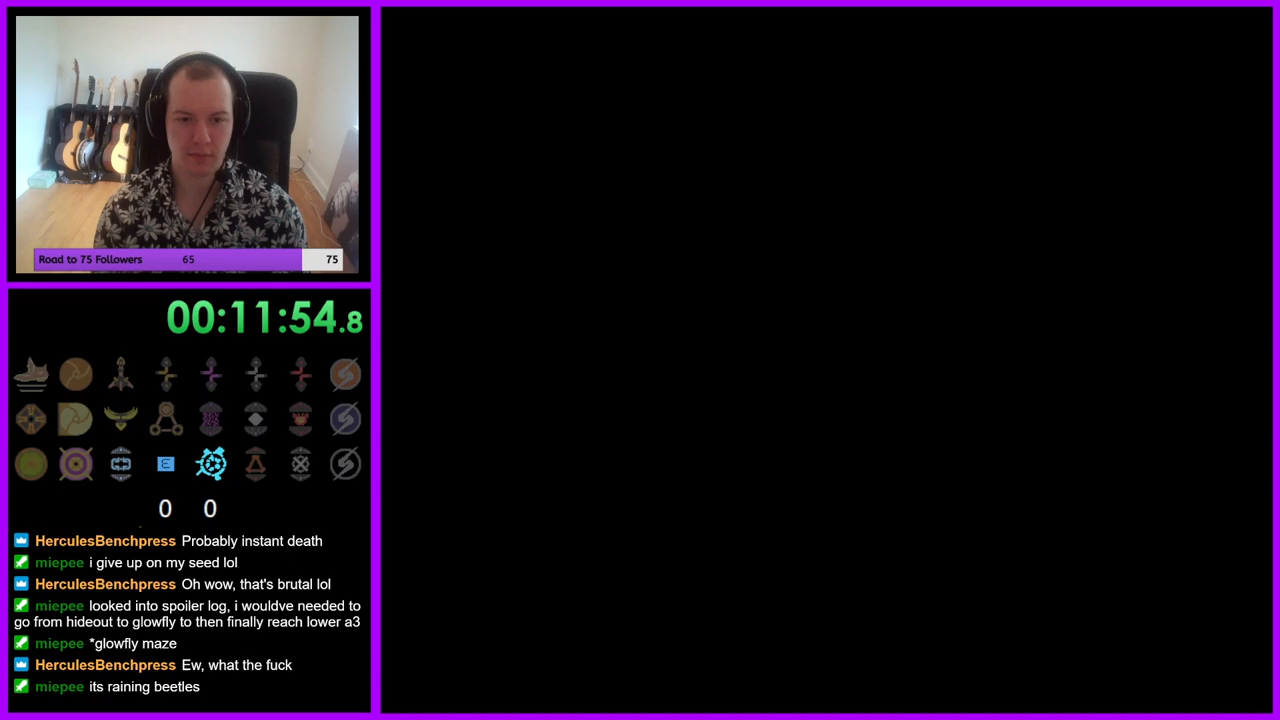 Road to 75 Followers 65 75
00:11:54.8
0 0
HerculesBenchpress Probably instant death
miepee i give up on my seed lol
HerculesBenchpress Oh wow, that's brutal lol
miepee looked into spoiler log, i wouldve needed to
go from hideout to glowfly to then finally reach lower a3
miepee *glowfly maze
HerculesBenchpress Ew, what the fuck
miepee its raining beetles